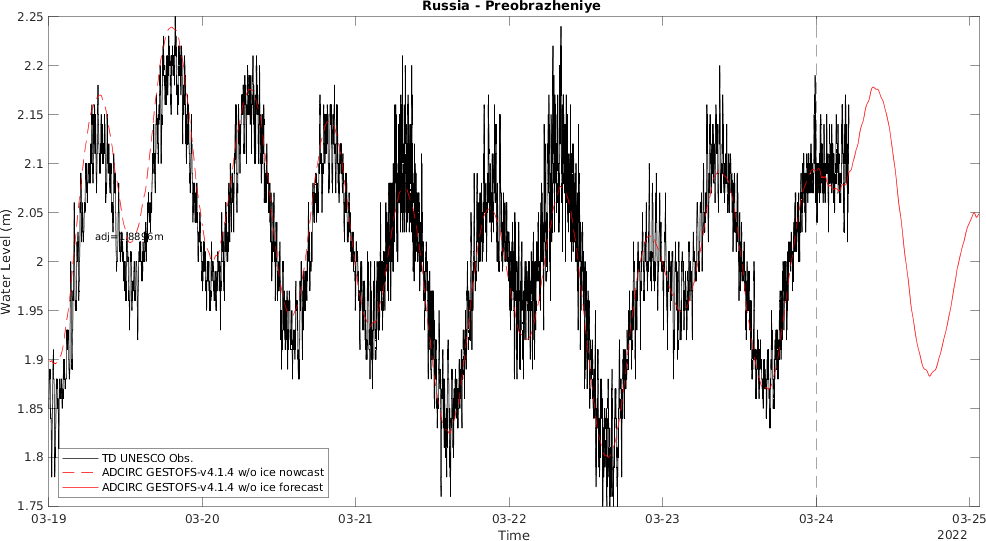 Russia - Preobrazheniye
2.25
2.2
2.15
2.1
2.05
2
1.95
1.9
1.85
1.8
1.75
Water Level (m)
adj=1.8896m
TD UNESCO Obs.
ADCIRC GESTOFS-v4.1.4 w/o ice nowcast
ADCIRC GESTOFS-v4.1.4 w/o ice forecast
03-19 03-20 03-21 03-22 03-23 03-24 03-25
Time
2022